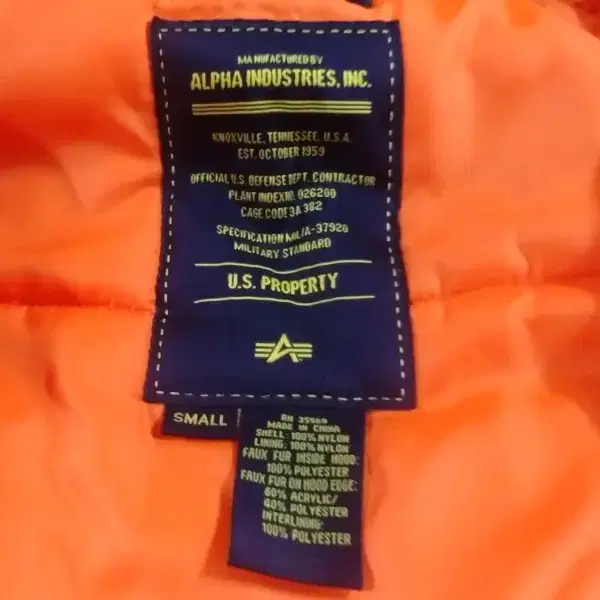 MANUFACTURED BY
ALPHA INDUSTRIES, INC.
KNOXVILLE, TENNESSEE, U.S.A.
EST. OCTOBER 1959
OFFICIAL U.S. DEFENSE DEPT. CONTRACTOR
PLANT INDEX NO. 026200
CAGE CODE 3A 382
SPECIFICATION MIL/A-37920
MILITARY STANDARD
U.S. PROPERTY
SMALL
RN 35569
MADE IN CHINA
SHELL: 100% NYLON
LINING: 100% NYLON
FAUX FUR INSIDE HOOD:
100% POLYESTER
FAUX FUR ON HOOD EDGE:
60% ACRYLIC/
40% POLYESTER
INTERLINING:
100% POLYESTER